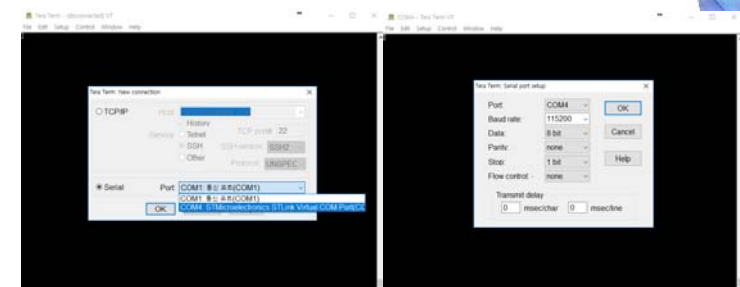 Tera Term - [disconnected] VT
File Edit Setup Control Window Help
Tera Term: New connection
TCP/IP
Host:
History
Service: Telnet
TCP port#: 22
SSH
SSH version: SSH2
Other
Protocol: UNSPEC
Serial
Port: COM1: 통신 포트(COM1)
COM1: 통신 포트(COM1)
COM4: STMicroelectronics STLink Virtual COM Port(CO
OK
COM4 - Tera Term VT
File Edit Setup Control Window Help
Tera Term: Serial port setup
Port: COM4
OK
Baud rate: 115200
Data: 8 bit
Cancel
Parity: none
Stop: 1 bit
Help
Flow control: none
Transmit delay
0 msec/char 0 msec/line